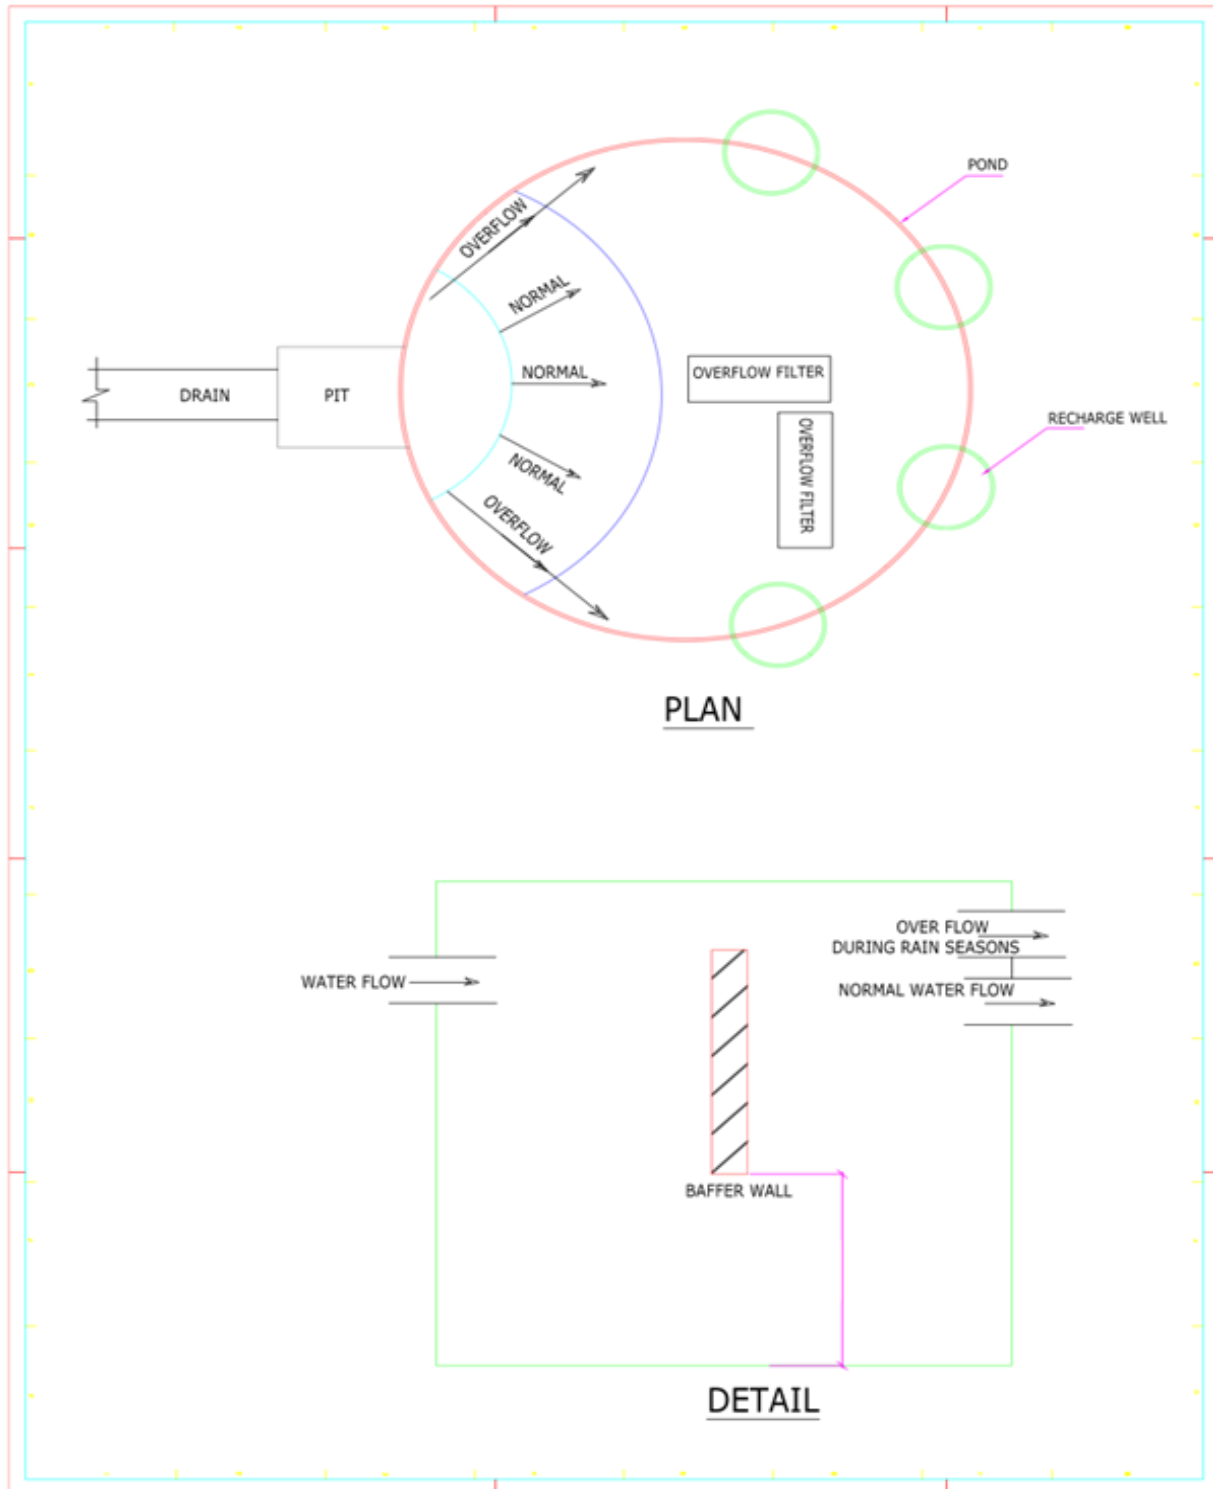 POND
OVERFLOW
NORMAL
NORMAL
OVERFLOW FILTER
DRAIN
PIT
RECHARGE WELL
OVERFLOW FILTER
NORMAL
OVERFLOW
PLAN
OVER FLOW
DURING RAIN SEASONS
WATER FLOW
NORMAL WATER FLOW
BAFFER WALL
DETAIL